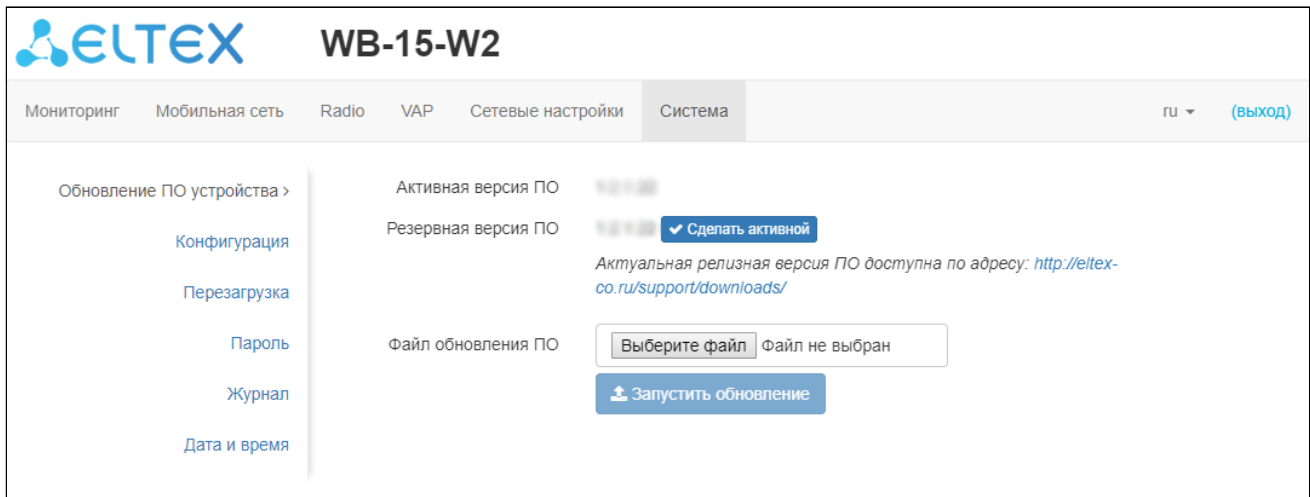 ELTEX WB-15-W2
Мониторинг Мобильная сеть Radio VAP Сетевые настройки Система ru (выход)
Обновление ПО устройства > Активная версия ПО
Резервная версия ПО Сделать активной
Конфигурация
Актуальная релизная версия ПО доступна по адресу: http://eltex-
co.ru/support/downloads/
Перезагрузка
Пароль Файл обновления ПО Выберите файл Файл не выбран
Журнал Запустить обновление
Дата и время